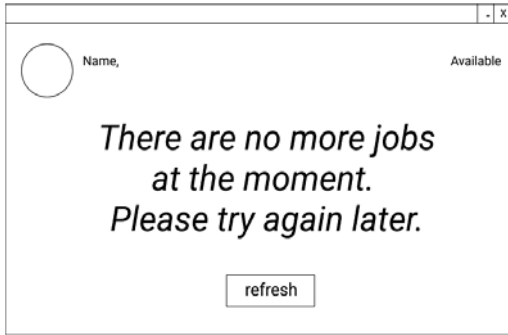 - X
Name,
Available
There are no more jobs
at the moment.
Please try again later.
refresh